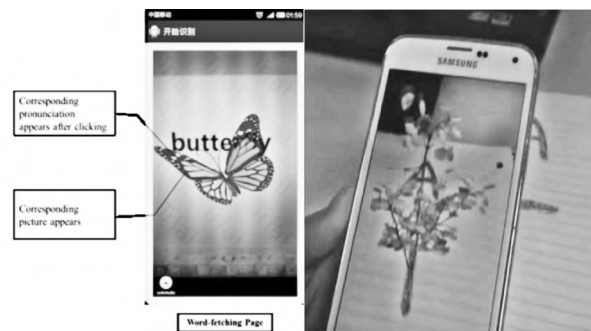 中国移动
01:59
开始识别
Corresponding
pronunciation
appears after clicking
butterfly
Corresponding
picture appears
Word-fetching Page
SAMSUNG